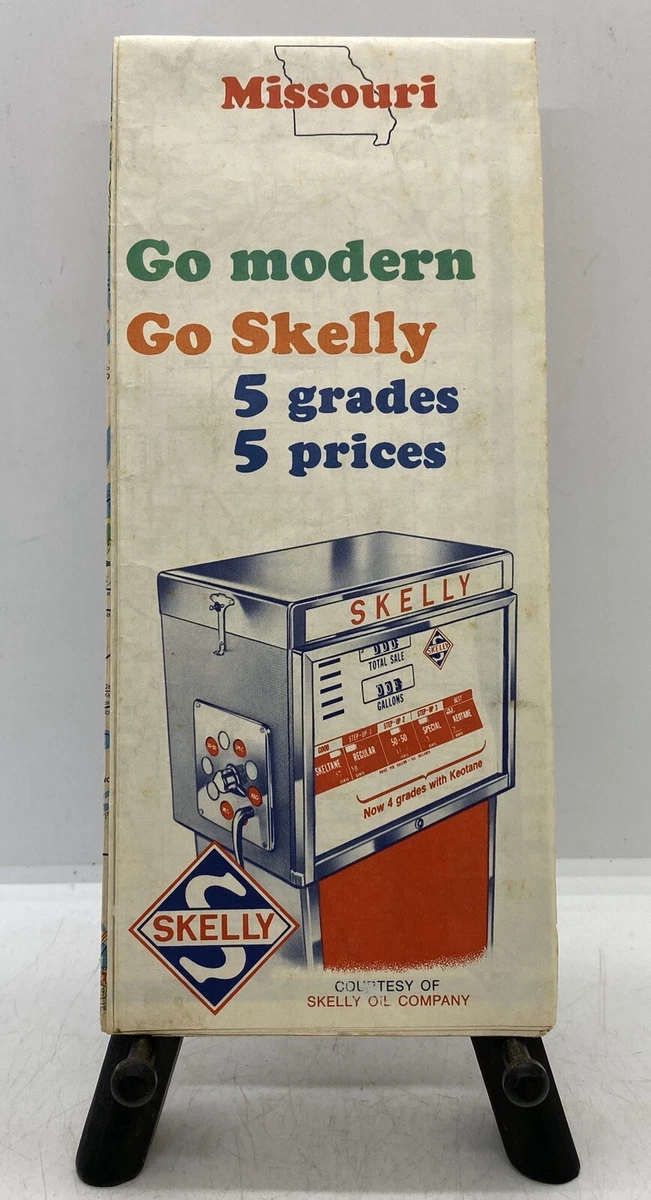 Missouri
Go modern
Go Skelly
5 grades
5 prices
SKELLY
TOTAL SALE
SKELLY
GALLONS
GOOD STEP-UP 1 STEP-UP 2 STEP-UP 3 BEST
SKELTANE REGULAR 50-50 SPECIAL KEOTANE
Now 4 grades with Keotane
SKELLY
COURTESY OF
SKELLY OIL COMPANY